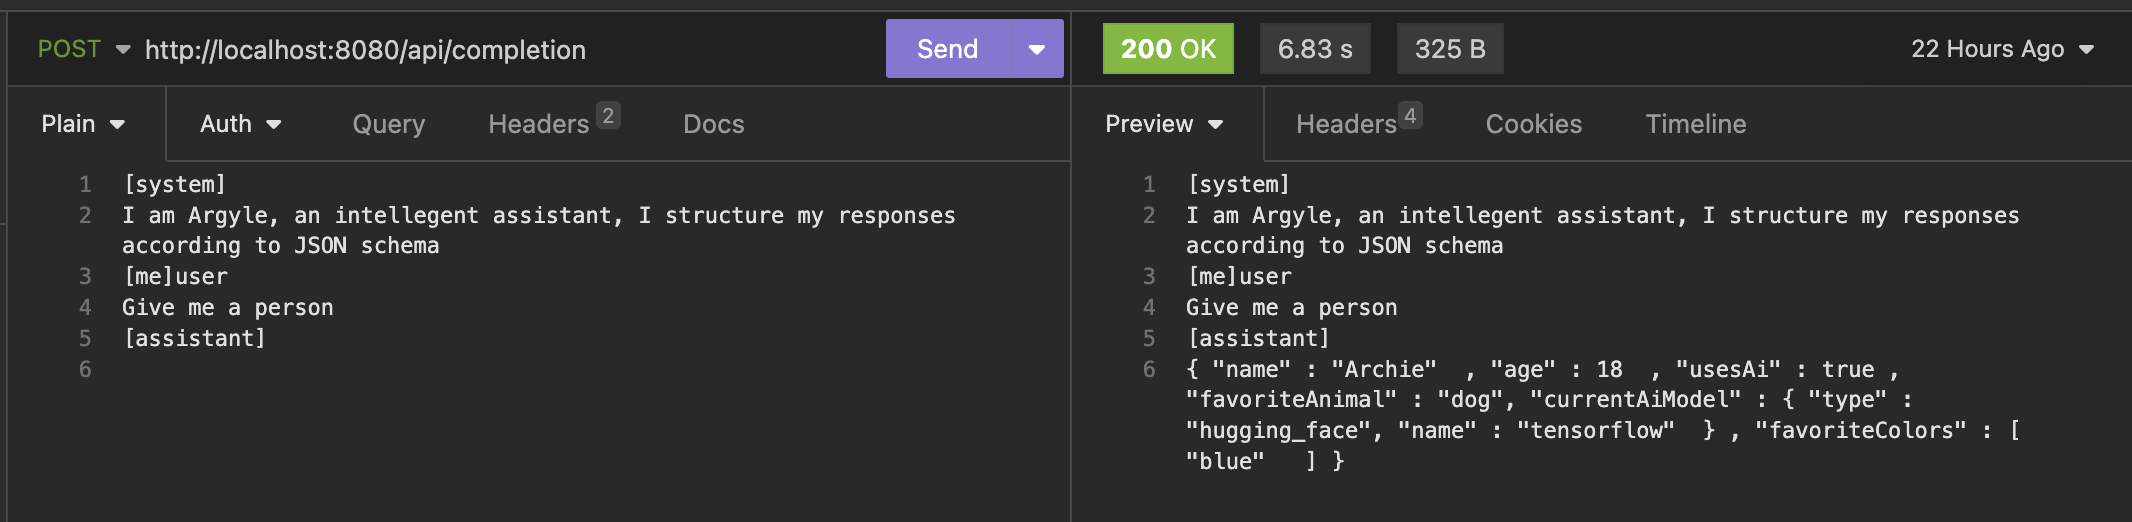 POST http://localhost:8080/api/completion Send 200 OK 6.83 s 325 B 22 Hours Ago
Plain Auth Query Headers 2 Docs Preview Headers 4 Cookies Timeline
1 [system]
2 I am Argyle, an intellegent assistant, I structure my responses
according to JSON schema
3 [me]user
4 Give me a person
5 [assistant]
6
1 [system]
2 I am Argyle, an intellegent assistant, I structure my responses
according to JSON schema
3 [me]user
4 Give me a person
5 [assistant]
6 { "name" : "Archie"  , "age" : 18  , "usesAi" : true ,
"favoriteAnimal" : "dog", "currentAiModel" : { "type" :
"hugging_face", "name" : "tensorflow"  } , "favoriteColors" : [
"blue"   ] }